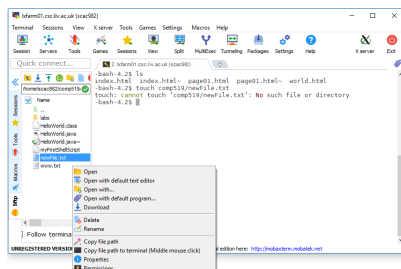 lxfarm01.csc.liv.ac.uk (scac982)
Terminal Sessions View X server Tools Games Settings Macros Help
Session Servers Tools Games Sessions View Split MultiExec Tunneling Packages Settings Help X server Exit
Quick connect...
2. lxfarm01.csc.liv.ac.uk (scac982)
/home/scac982/comp519/
Name
..
labs
HelloWorld.class
HelloWorld.java
HelloWorld.java~
myFirstShellScript
newFile.txt
www.txt
Sessions
Tools
Macros
Sftp
-bash-4.2$ ls
index.html index.html~ page01.html page01.html~ world.html
-bash-4.2$ touch comp519/newFile.txt
touch: cannot touch 'comp519/newFile.txt': No such file or directory
-bash-4.2$
Open
Open with default text editor
Open with...
Open with default program...
Download
Delete
Rename
Copy file path
Copy file path to terminal (Middle mouse click)
Properties
Permissions
Follow termina
UNREGISTERED VERSIO
al edition here: http://mobaxterm.mobatek.net